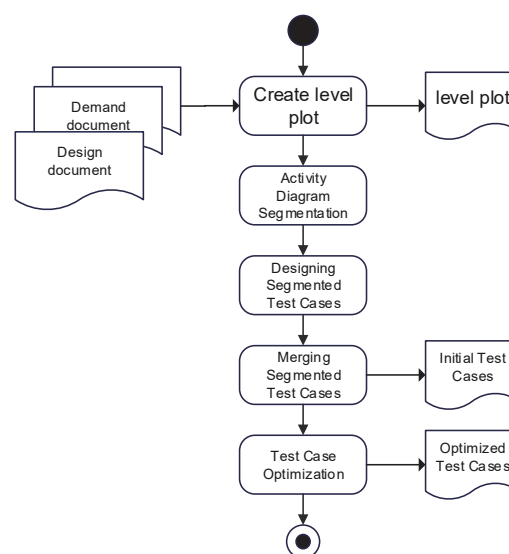 Demand
document
Design
document
Create level
plot
level plot
Activity
Diagram
Segmentation
Designing
Segmented
Test Cases
Merging
Segmented
Test Cases
Initial Test
Cases
Test Case
Optimization
Optimized
Test Cases